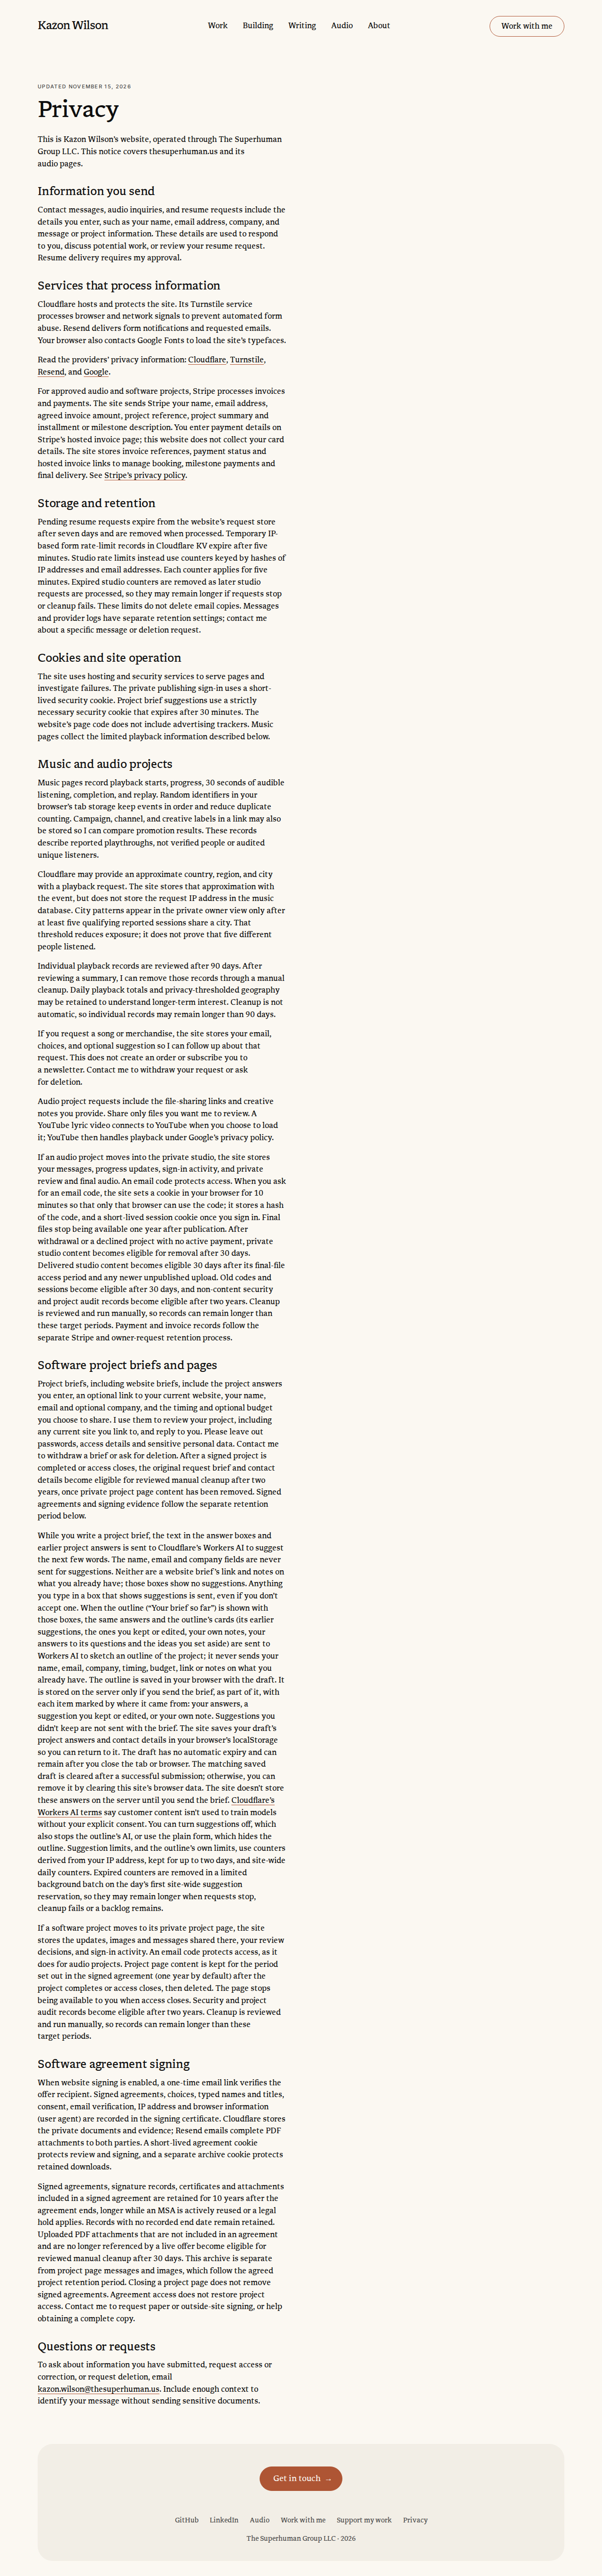 Kazon Wilson
Work Building Writing Audio About
Work with me
UPDATED NOVEMBER 15, 2026
Privacy
This is Kazon Wilson's website, operated through The Superhuman
Group LLC. This notice covers thesuperhuman.us and its
audio pages.
Information you send
Contact messages, audio inquiries, and resume requests include the
details you enter, such as your name, email address, company, and
message or project information. These details are used to respond
to you, discuss potential work, or review your resume request.
Resume delivery requires my approval.
Services that process information
Cloudflare hosts and protects the site. Its Turnstile service
processes browser and network signals to prevent automated form
abuse. Resend delivers form notifications and requested emails.
Your browser also contacts Google Fonts to load the site's typefaces.
Read the providers' privacy information: Cloudflare, Turnstile,
Resend, and Google.
For approved audio and software projects, Stripe processes invoices
and payments. The site sends Stripe your name, email address,
agreed invoice amount, project reference, project summary and
installment or milestone description. You enter payment details on
Stripe's hosted invoice page; this website does not collect your card
details. The site stores invoice references, payment status and
hosted invoice links to manage booking, milestone payments and
final delivery. See Stripe's privacy policy.
Storage and retention
Pending resume requests expire from the website's request store
after seven days and are removed when processed. Temporary IP-
based form rate-limit records in Cloudflare KV expire after five
minutes. Studio rate limits instead use counters keyed by hashes of
IP addresses and email addresses. Each counter applies for five
minutes. Expired studio counters are removed as later studio
requests are processed, so they may remain longer if requests stop
or cleanup fails. These limits do not delete email copies. Messages
and provider logs have separate retention settings; contact me
about a specific message or deletion request.
Cookies and site operation
The site uses hosting and security services to serve pages and
investigate failures. The private publishing sign-in uses a short-
lived security cookie. Project brief suggestions use a strictly
necessary security cookie that expires after 30 minutes. The
website's page code does not include advertising trackers. Music
pages collect the limited playback information described below.
Music and audio projects
Music pages record playback starts, progress, 30 seconds of audible
listening, completion, and replay. Random identifiers in your
browser's tab storage keep events in order and reduce duplicate
counting. Campaign, channel, and creative labels in a link may also
be stored so I can compare promotion results. These records
describe reported playthroughs, not verified people or audited
unique listeners.
Cloudflare may provide an approximate country, region, and city
with a playback request. The site stores that approximation with
the event, but does not store the request IP address in the music
database. City patterns appear in the private owner view only after
at least five qualifying reported sessions share a city. That
threshold reduces exposure; it does not prove that five different
people listened.
Individual playback records are reviewed after 90 days. After
reviewing a summary, I can remove those records through a manual
cleanup. Daily playback totals and privacy-thresholded geography
may be retained to understand longer-term interest. Cleanup is not
automatic, so individual records may remain longer than 90 days.
If you request a song or merchandise, the site stores your email,
choices, and optional suggestion so I can follow up about that
request. This does not create an order or subscribe you to
a newsletter. Contact me to withdraw your request or ask
for deletion.
Audio project requests include the file-sharing links and creative
notes you provide. Share only files you want me to review. A
YouTube lyric video connects to YouTube when you choose to load
it; YouTube then handles playback under Google's privacy policy.
If an audio project moves into the private studio, the site stores
your messages, progress updates, sign-in activity, and private
review and final audio. An email code protects access. When you ask
for an email code, the site sets a cookie in your browser for 10
minutes so that only that browser can use the code; it stores a hash
of the code, and a short-lived session cookie once you sign in. Final
files stop being available one year after publication. After
withdrawal or a declined project with no active payment, private
studio content becomes eligible for removal after 30 days.
Delivered studio content becomes eligible 30 days after its final-file
access period and any newer unpublished upload. Old codes and
sessions become eligible after 30 days, and non-content security
and project audit records become eligible after two years. Cleanup
is reviewed and run manually, so records can remain longer than
these target periods. Payment and invoice records follow the
separate Stripe and owner-request retention process.
Software project briefs and pages
Project briefs, including website briefs, include the project answers
you enter, an optional link to your current website, your name,
email and optional company, and the timing and optional budget
you choose to share. I use them to review your project, including
any current site you link to, and reply to you. Please leave out
passwords, access details and sensitive personal data. Contact me
to withdraw a brief or ask for deletion. After a signed project is
completed or access closes, the original request brief and contact
details become eligible for reviewed manual cleanup after two
years, once private project page content has been removed. Signed
agreements and signing evidence follow the separate retention
period below.
While you write a project brief, the text in the answer boxes and
earlier project answers is sent to Cloudflare's Workers AI to suggest
the next few words. The name, email and company fields are never
sent for suggestions. Neither are a website brief's link and notes on
what you already have; those boxes show no suggestions. Anything
you type in a box that shows suggestions is sent, even if you don't
accept one. When the outline ("Your brief so far") is shown with
those boxes, the same answers and the outline's cards (its earlier
suggestions, the ones you kept or edited, your own notes, your
answers to its questions and the ideas you set aside) are sent to
Workers AI to sketch an outline of the project; it never sends your
name, email, company, timing, budget, link or notes on what you
already have. The outline is saved in your browser with the draft. It
is stored on the server only if you send the brief, as part of it, with
each item marked by where it came from: your answers, a
suggestion you kept or edited, or your own note. Suggestions you
didn't keep are not sent with the brief. The site saves your draft's
project answers and contact details in your browser's localStorage
so you can return to it. The draft has no automatic expiry and can
remain after you close the tab or browser. The matching saved
draft is cleared after a successful submission; otherwise, you can
remove it by clearing this site's browser data. The site doesn't store
these answers on the server until you send the brief. Cloudflare's
Workers AI terms say customer content isn't used to train models
without your explicit consent. You can turn suggestions off, which
also stops the outline's AI, or use the plain form, which hides the
outline. Suggestion limits, and the outline's own limits, use counters
derived from your IP address, kept for up to two days, and site-wide
daily counters. Expired counters are removed in a limited
background batch on the day's first site-wide suggestion
reservation, so they may remain longer when requests stop,
cleanup fails or a backlog remains.
If a software project moves to its private project page, the site
stores the updates, images and messages shared there, your review
decisions, and sign-in activity. An email code protects access, as it
does for audio projects. Project page content is kept for the period
set out in the signed agreement (one year by default) after the
project completes or access closes, then deleted. The page stops
being available to you when access closes. Security and project
audit records become eligible after two years. Cleanup is reviewed
and run manually, so records can remain longer than these
target periods.
Software agreement signing
When website signing is enabled, a one-time email link verifies the
offer recipient. Signed agreements, choices, typed names and titles,
consent, email verification, IP address and browser information
(user agent) are recorded in the signing certificate. Cloudflare stores
the private documents and evidence; Resend emails complete PDF
attachments to both parties. A short-lived agreement cookie
protects review and signing, and a separate archive cookie protects
retained downloads.
Signed agreements, signature records, certificates and attachments
included in a signed agreement are retained for 10 years after the
agreement ends, longer while an MSA is actively reused or a legal
hold applies. Records with no recorded end date remain retained.
Uploaded PDF attachments that are not included in an agreement
and are no longer referenced by a live offer become eligible for
reviewed manual cleanup after 30 days. This archive is separate
from project page messages and images, which follow the agreed
project retention period. Closing a project page does not remove
signed agreements. Agreement access does not restore project
access. Contact me to request paper or outside-site signing, or help
obtaining a complete copy.
Questions or requests
To ask about information you have submitted, request access or
correction, or request deletion, email
kazon.wilson@thesuperhuman.us. Include enough context to
identify your message without sending sensitive documents.
Get in touch →
GitHub LinkedIn Audio Work with me Support my work Privacy
The Superhuman Group LLC · 2026